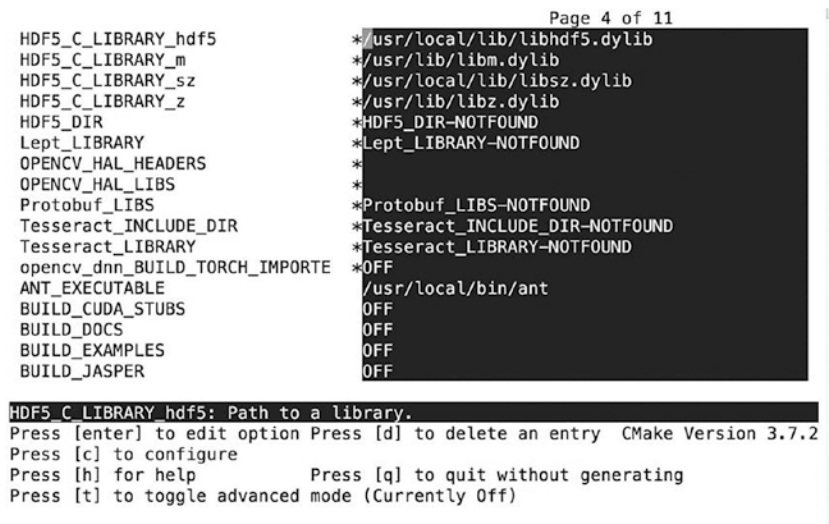 Page 4 of 11
HDF5_C_LIBRARY_hdf5 */usr/local/lib/libhdf5.dylib
HDF5_C_LIBRARY_m */usr/lib/libm.dylib
HDF5_C_LIBRARY_sz */usr/local/lib/libsz.dylib
HDF5_C_LIBRARY_z */usr/lib/libz.dylib
HDF5_DIR *HDF5_DIR-NOTFOUND
Lept_LIBRARY *Lept_LIBRARY-NOTFOUND
OPENCV_HAL_HEADERS *
OPENCV_HAL_LIBS *
Protobuf_LIBS *Protobuf_LIBS-NOTFOUND
Tesseract_INCLUDE_DIR *Tesseract_INCLUDE_DIR-NOTFOUND
Tesseract_LIBRARY *Tesseract_LIBRARY-NOTFOUND
opencv_dnn_BUILD_TORCH_IMPORTE *OFF
ANT_EXECUTABLE /usr/local/bin/ant
BUILD_CUDA_STUBS OFF
BUILD_DOCS OFF
BUILD_EXAMPLES OFF
BUILD_JASPER OFF
HDF5_C_LIBRARY_hdf5: Path to a library.
Press [enter] to edit option Press [d] to delete an entry CMake Version 3.7.2
Press [c] to configure
Press [h] for help Press [q] to quit without generating
Press [t] to toggle advanced mode (Currently Off)